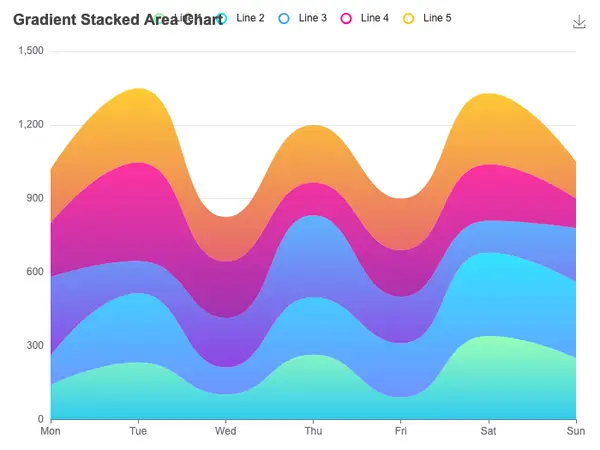 Gradient Stacked Area Chart
Line 2
Line 3
Line 4
Line 5
1,500
1,200
900
600
300
0
Mon Tue Wed Thu Fri Sat Sun